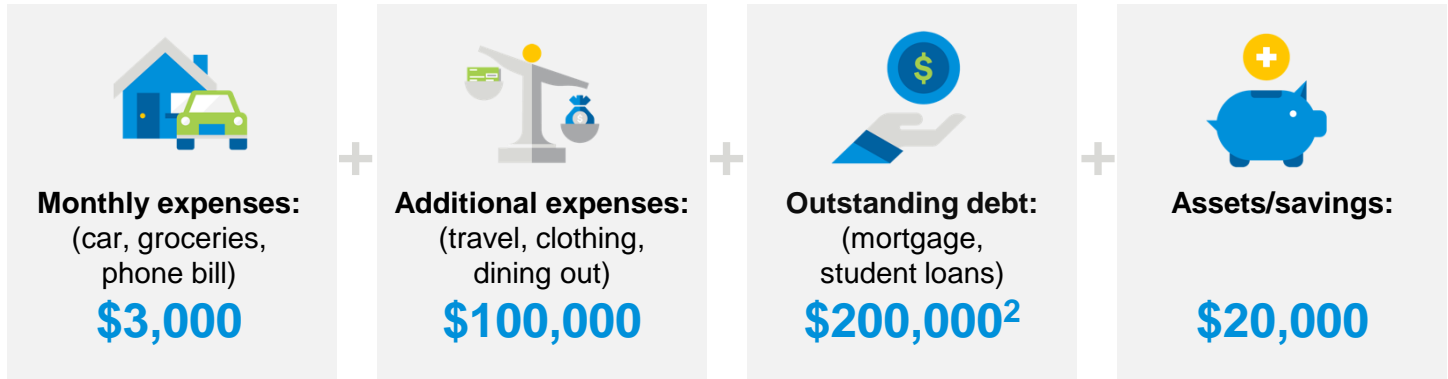 Monthly expenses:
(car, groceries,
phone bill)
$3,000
+
Additional expenses:
(travel, clothing,
dining out)
$100,000
+
$
Outstanding debt:
(mortgage,
student loans)
$200,000²
+
Assets/savings:
$20,000